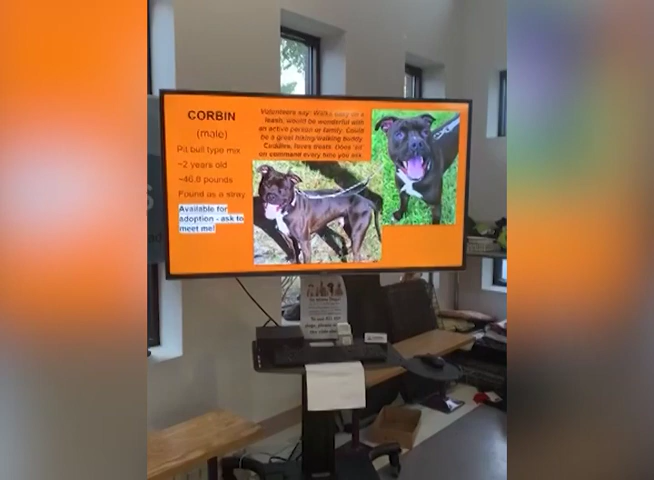 CORBIN
(male)
Pit bull type mix
~2 years old
~46.8 pounds
Found as a stray
Available for
adoption - ask to
meet me!
Volunteers say: Walks easy on a
leash, would be wonderful with
an active person or family. Could
be a great hiking/walking buddy.
Cuddles, loves treats. Does 'sit'
on command every time you ask.